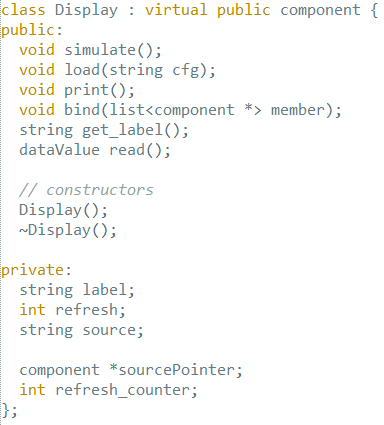 class Display : virtual public component {
public:
  void simulate();
  void load(string cfg);
  void print();
  void bind(list<component *> member);
  string get_label();
  dataValue read();

  // constructors
  Display();
  ~Display();

private:
  string label;
  int refresh;
  string source;

  component *sourcePointer;
  int refresh_counter;
};